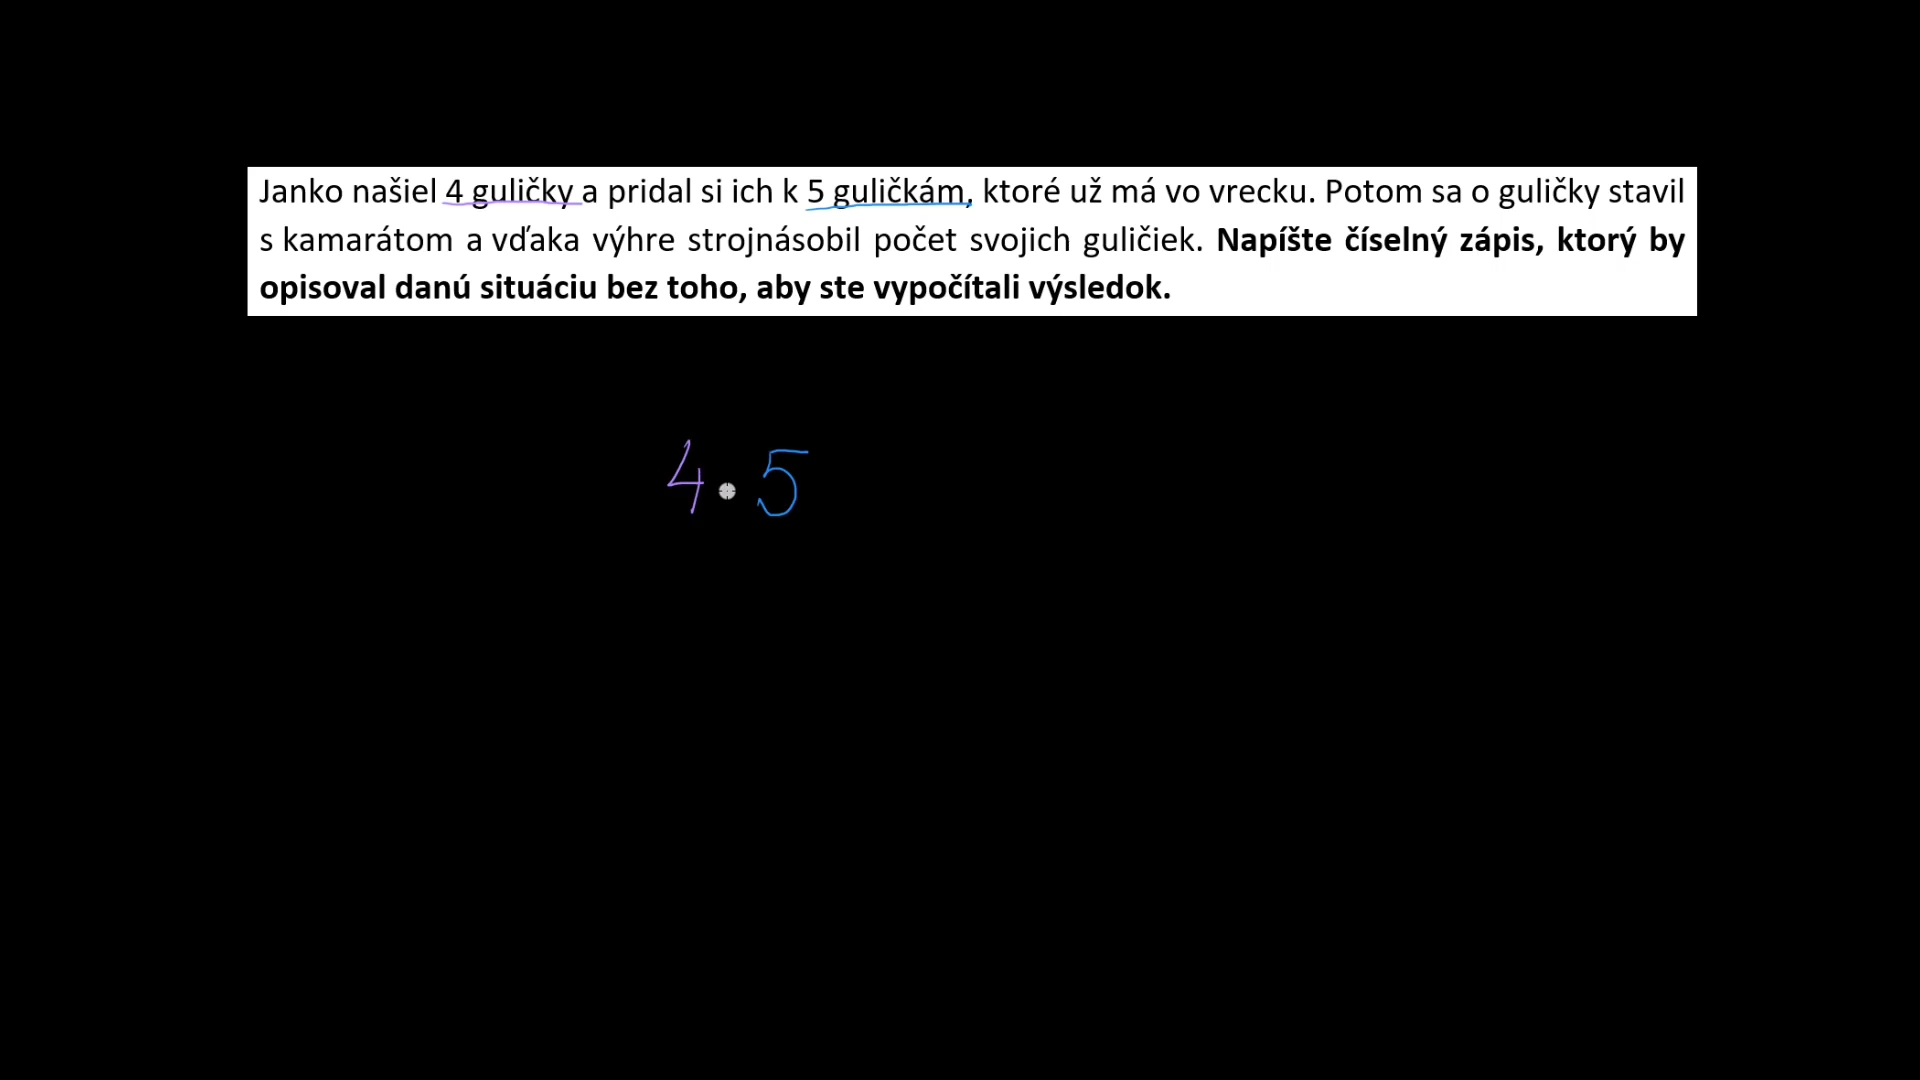 Janko našiel 4 guličky a pridal si ich k 5 guličkám, ktoré už má vo vrecku. Potom sa o guličky stavil
s kamarátom a vďaka výhre strojnásobil počet svojich guličiek. Napíšte číselný zápis, ktorý by
opisoval danú situáciu bez toho, aby ste vypočítali výsledok.
4 5